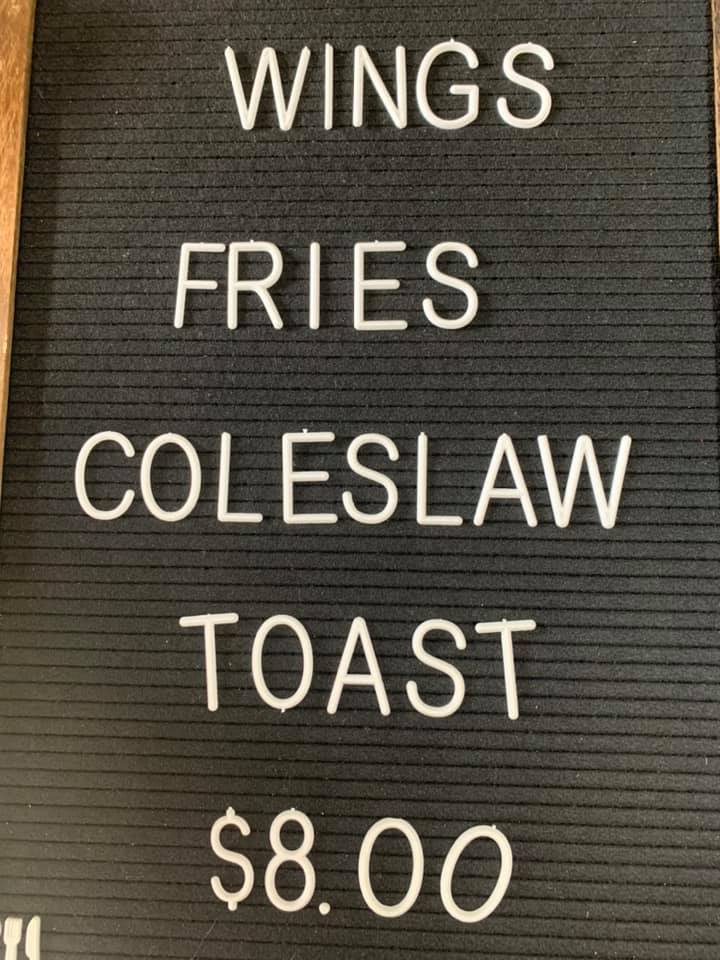 WINGS
FRIES
COLESLAW
TOAST
$8.00